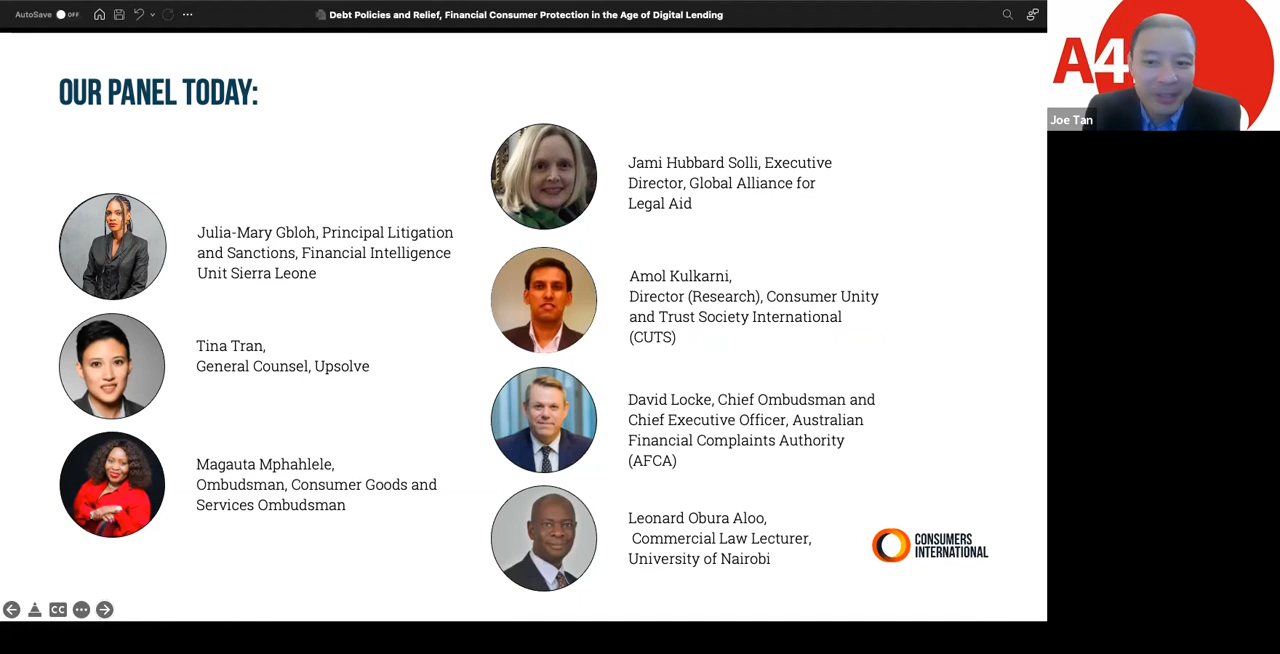 AutoSave OFF
Debt Policies and Relief, Financial Consumer Protection in the Age of Digital Lending
OUR PANEL TODAY:
Julia-Mary Gbloh, Principal Litigation
and Sanctions, Financial Intelligence
Unit Sierra Leone
Tina Tran,
General Counsel, Upsolve
Magauta Mphahlele,
Ombudsman, Consumer Goods and
Services Ombudsman
Jami Hubbard Solli, Executive
Director, Global Alliance for
Legal Aid
Amol Kulkarni,
Director (Research), Consumer Unity
and Trust Society International
(CUTS)
David Locke, Chief Ombudsman and
Chief Executive Officer, Australian
Financial Complaints Authority
(AFCA)
Leonard Obura Aloo,
Commercial Law Lecturer,
University of Nairobi
CONSUMERS
INTERNATIONAL
CC
A4
Joe Tan